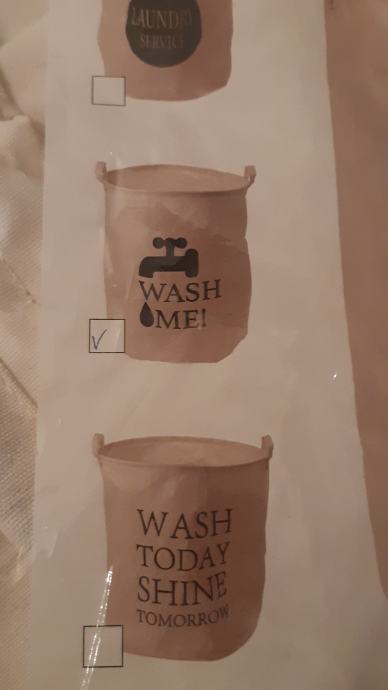 LAUNDRY
SERVICE
WASH
ME!
WASH
TODAY
SHINE
TOMORROW